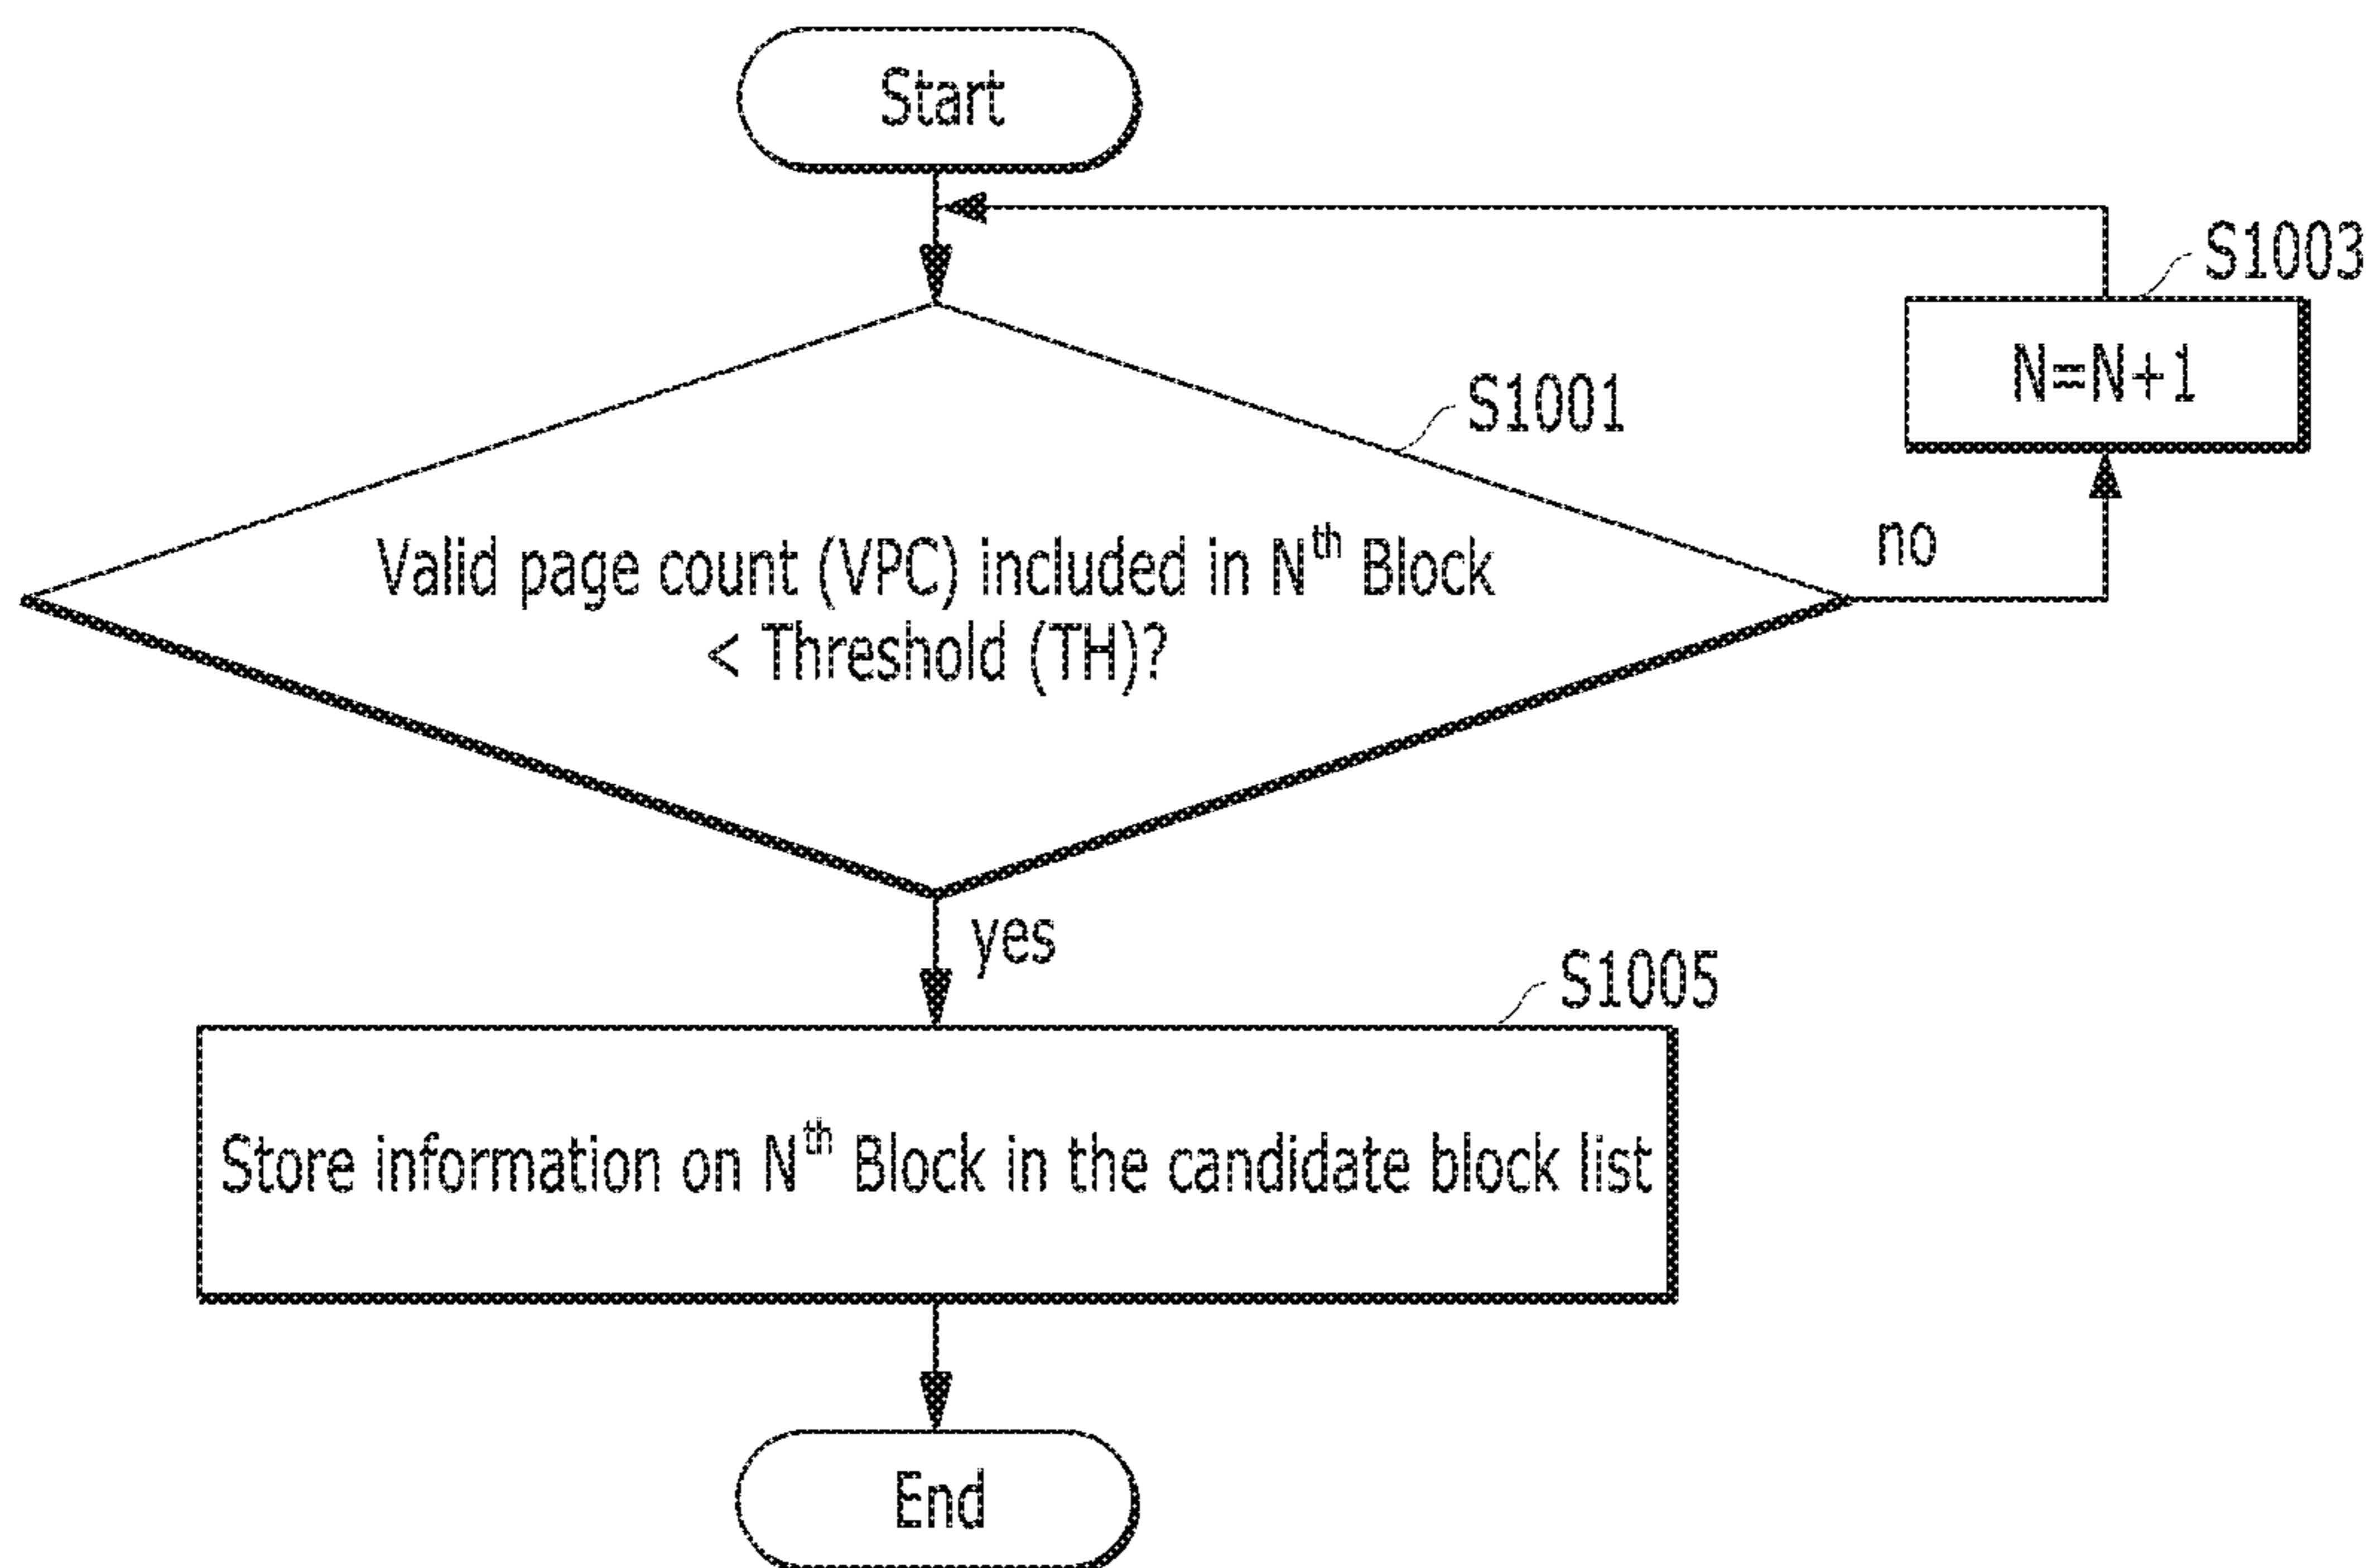 Start
S1003
N=N+1
S1001
no
Valid page count (VPC) included in Nth Block
< Threshold (TH)?
yes
S1005
Store information on Nth Block in the candidate block list
End